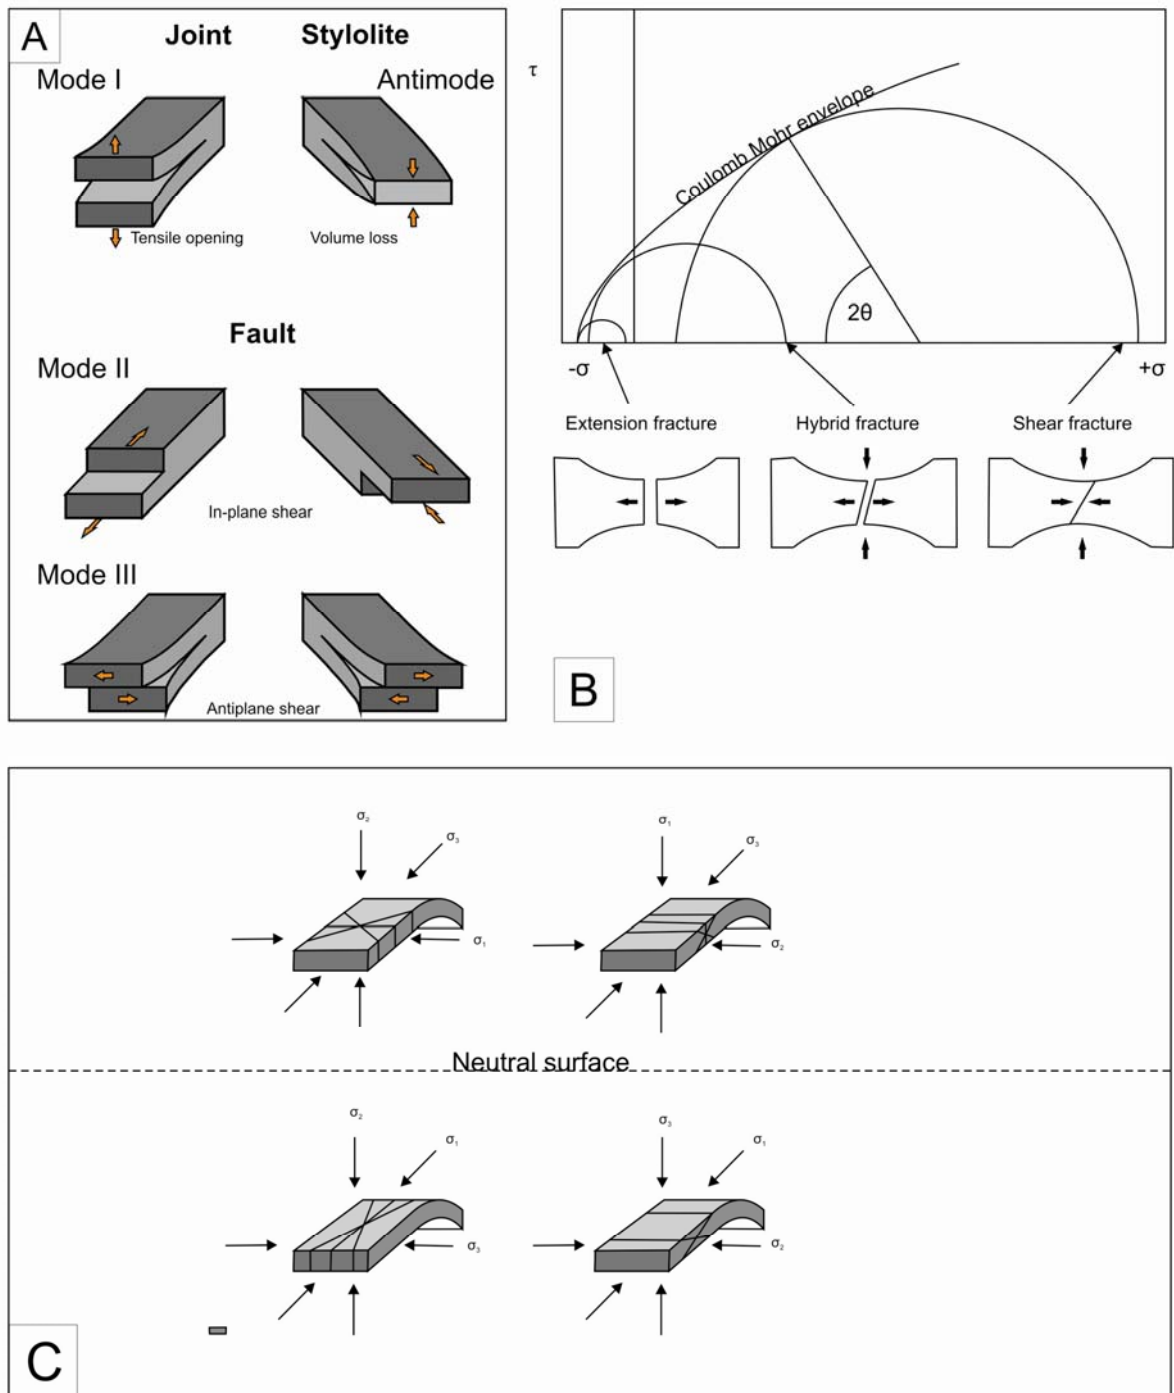 A
Joint Stylolite
Mode I Antimode
Tensile opening Volume loss
Fault
Mode II
In-plane shear
Mode III
Antiplane shear
τ
Coulomb Mohr envelope
2θ
-σ +σ
Extension fracture Hybrid fracture Shear fracture
B
σ₂ σ₃ σ₁
σ₁ σ₃ σ₂
Neutral surface
σ₂ σ₁ σ₃
σ₃ σ₁ σ₂
C